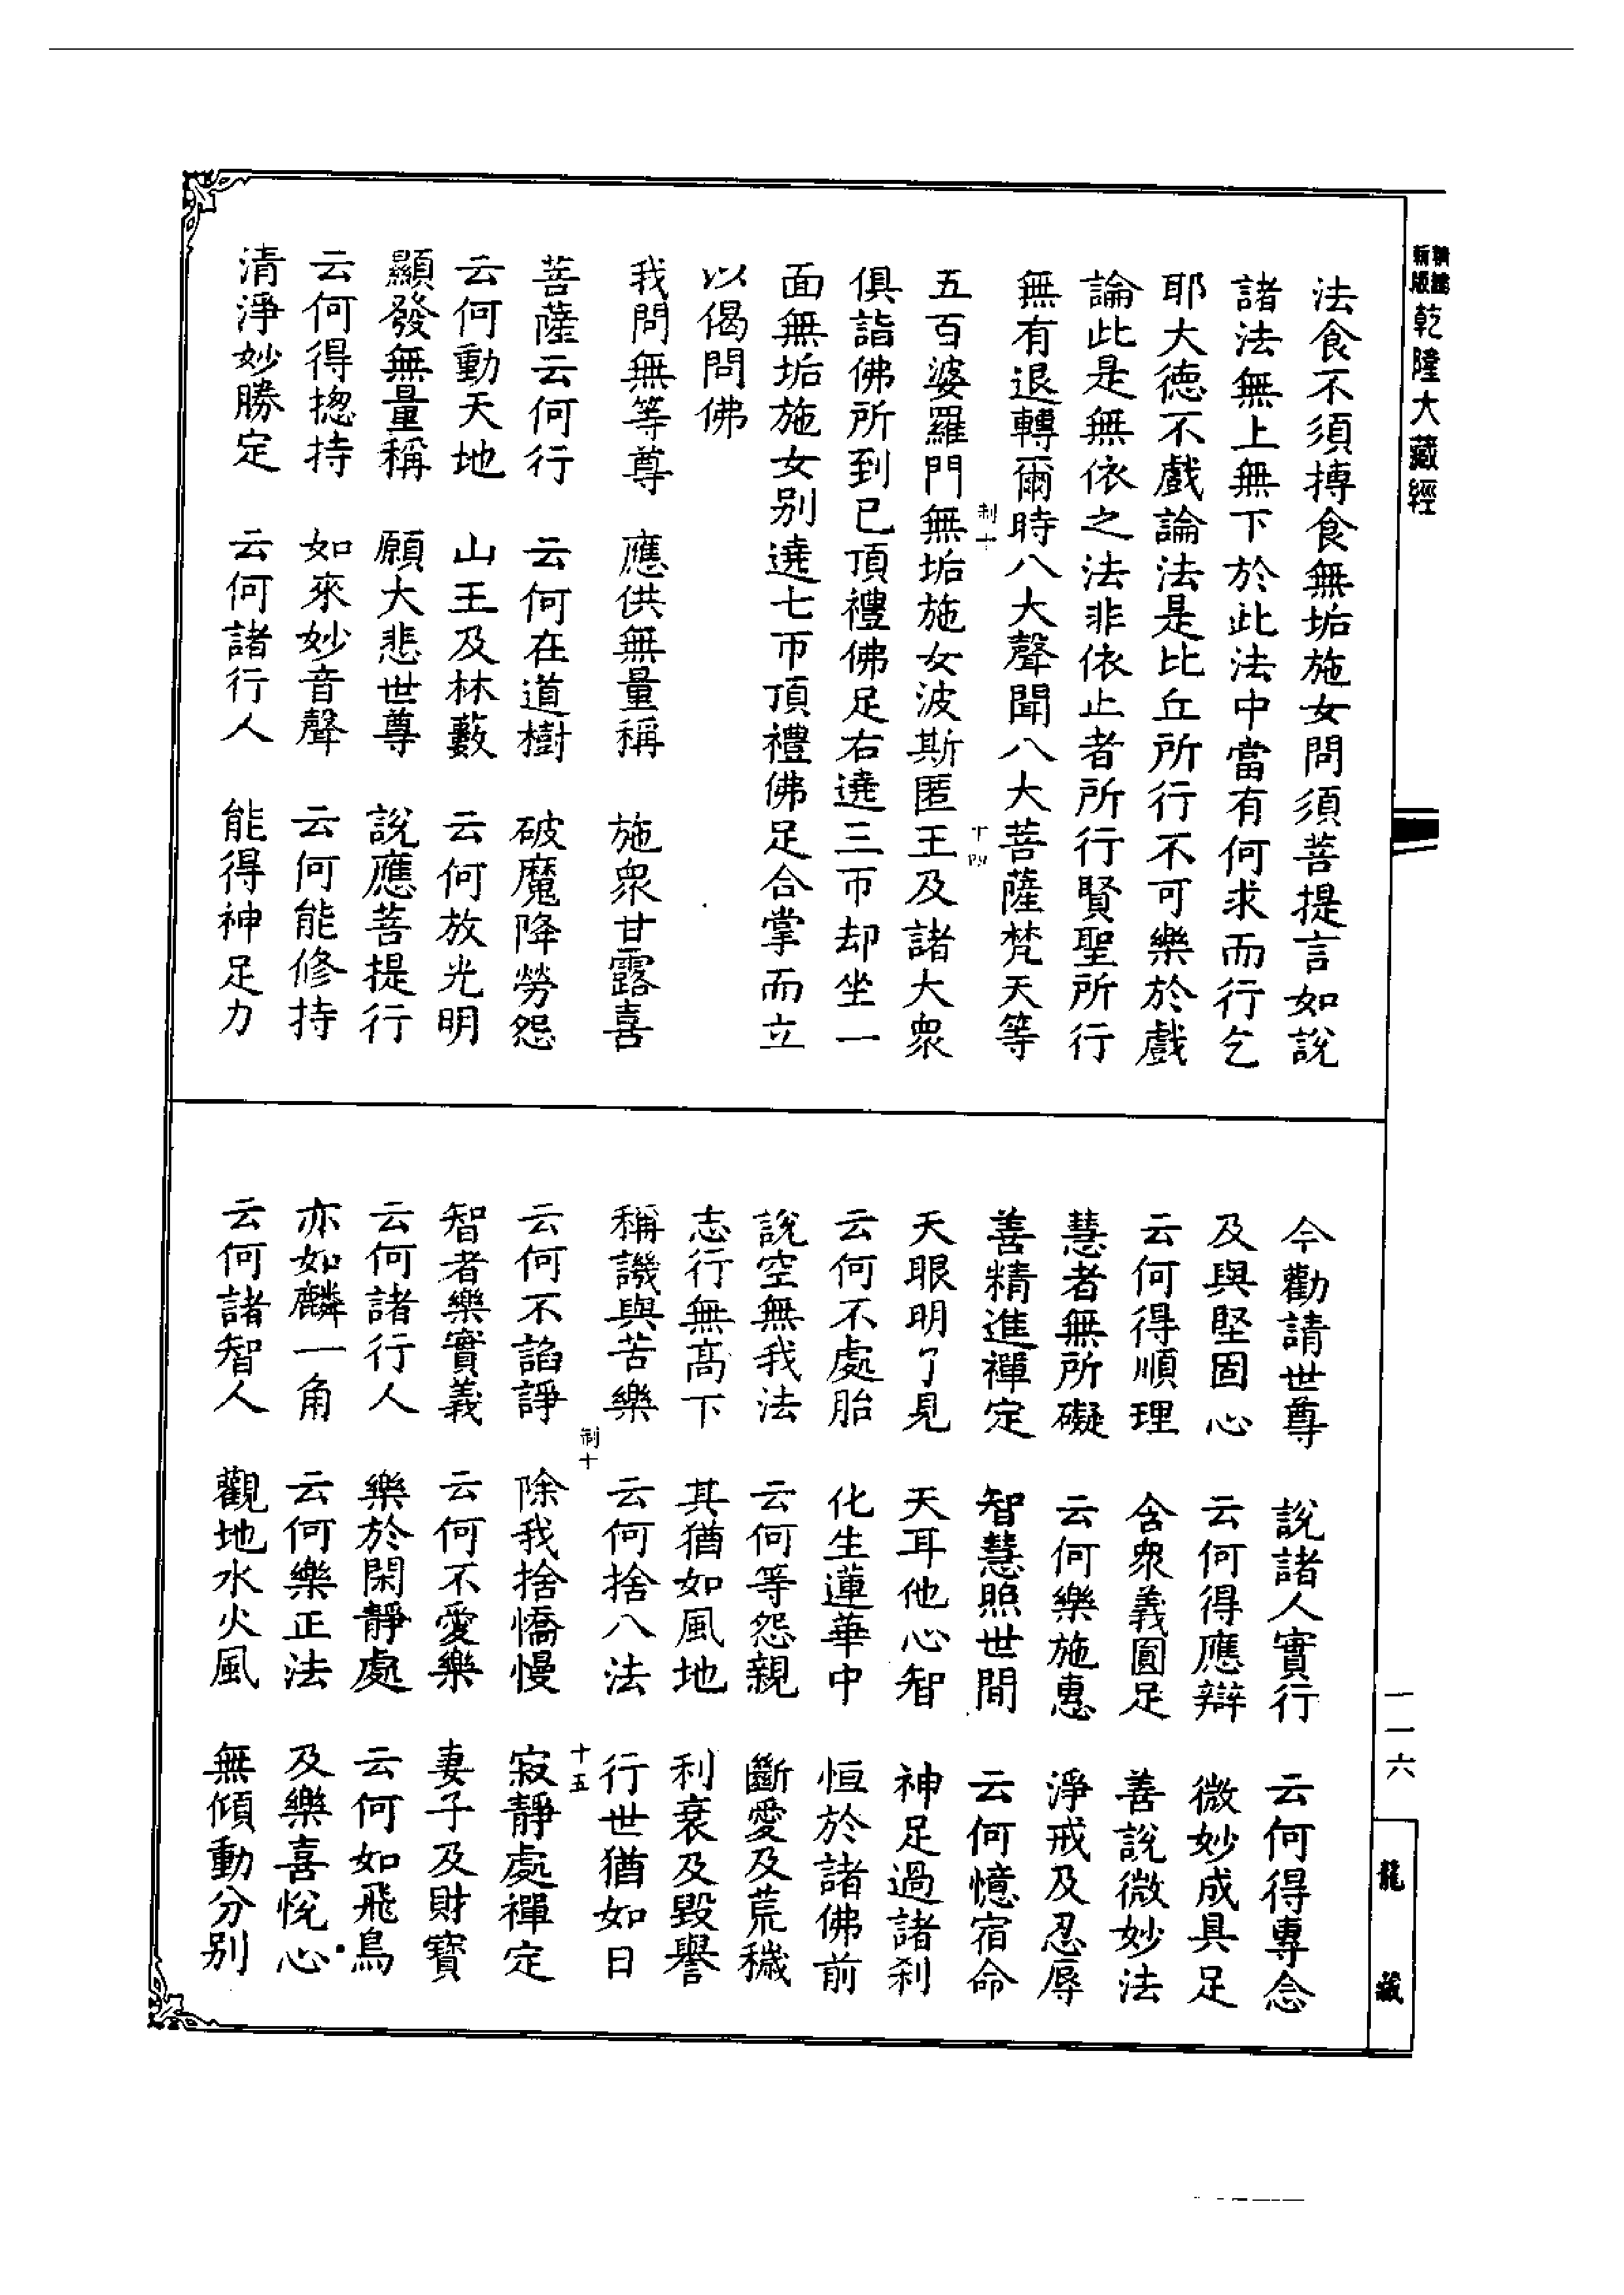 精縮新版乾隆大藏經
法食不須搏食無垢施女問須菩提言如說
諸法無上無下於此法中當有何求而行乞
耶大德不戲論法是比丘所行不可樂於戲
論此是無依之法非依止者所行賢聖所行
無有退轉爾時八大聲聞八大菩薩梵天等
制十
十四
五百婆羅門無垢施女波斯匿王及諸大衆
俱詣佛所到已頂禮佛足右遶三帀却坐一
面無垢施女别遶七帀頂禮佛足合掌而立
以偈問佛
我問無等尊 應供無量稱 施衆甘露喜
菩薩云何行 云何在道樹 破魔降勞怨
云何動天地 山王及林藪 云何放光明
顯發無量稱 願大悲世尊 說應菩提行
云何得揔持 如來妙音聲 云何能修持
清淨妙勝定 云何諸行人 能得神足力
今勸請世尊 說諸人實行 云何得專念
及與堅固心 云何得應辯 微妙成具足
云何得順理 含衆義圓足 善說微妙法
慧者無所礙 云何樂施惠 淨戒及忍辱
善精進禪定 智慧照世間 云何憶宿命
天眼明了見 天耳他心智 神足過諸刹
云何不處胎 化生蓮華中 恒於諸佛前
說空無我法 云何等怨親 斷愛及荒穢
志行無高下 其猶如風地 利衰及毀譽
稱譏與苦樂 云何捨八法 行世猶如日
制十
十五
云何不諂諍 除我捨憍慢 寂靜處禪定
智者樂實義 云何不愛樂 妻子及財寶
云何諸行人 樂於閑靜處 云何如飛鳥
亦如麟一角 云何樂正法 及樂喜悅心
云何諸智人 觀地水火風 無傾動分别
一一六
龍藏